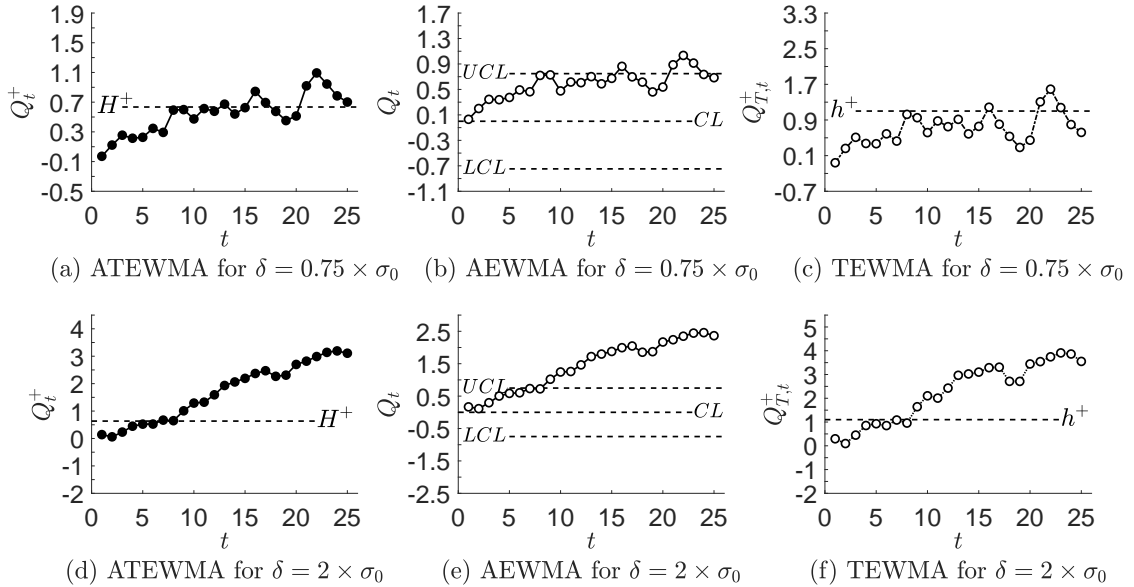 1.9
1.5
1.1
0.7
0.3
-0.1
-0.5
Q_t^+
H^+
0 5 10 15 20 25
t
(a) ATEWMA for δ = 0.75 × σ_0
1.7
1.3
0.9
0.5
0.1
-0.3
-0.7
-1.1
Q_t
UCL
CL
LCL
0 5 10 15 20 25
t
(b) AEWMA for δ = 0.75 × σ_0
3.3
2.5
1.7
0.9
0.1
-0.7
Q_{T,t}^+
h^+
0 5 10 15 20 25
t
(c) TEWMA for δ = 0.75 × σ_0
4
3
2
1
0
-1
-2
Q_t^+
H^+
0 5 10 15 20 25
t
(d) ATEWMA for δ = 2 × σ_0
2.5
1.5
0.5
-0.5
-1.5
-2.5
Q_t
UCL
CL
LCL
0 5 10 15 20 25
t
(e) AEWMA for δ = 2 × σ_0
5
4
3
2
1
0
-1
-2
Q_{T,t}^+
h^+
0 5 10 15 20 25
t
(f) TEWMA for δ = 2 × σ_0